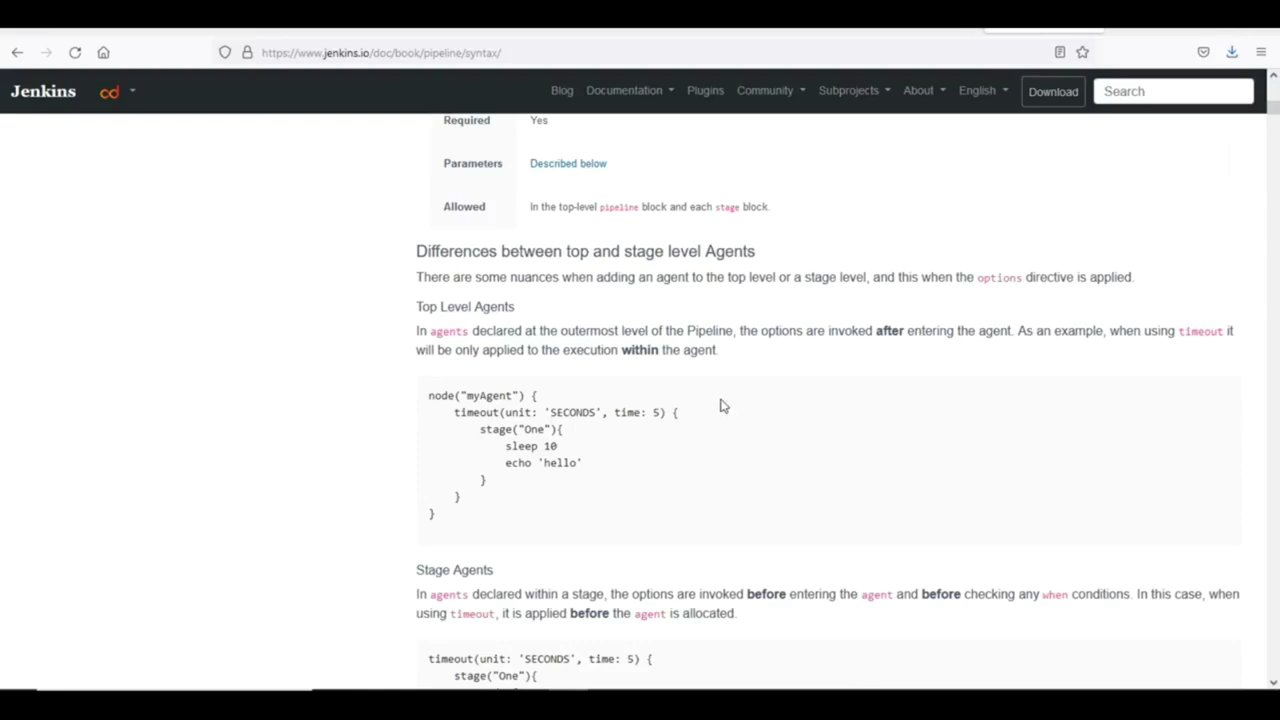 https://www.jenkins.io/doc/book/pipeline/syntax/
Jenkins cd Blog Documentation Plugins Community Subprojects About English Download Search
Required Yes
Parameters Described below
Allowed In the top-level pipeline block and each stage block.
Differences between top and stage level Agents
There are some nuances when adding an agent to the top level or a stage level, and this when the options directive is applied.
Top Level Agents
In agents declared at the outermost level of the Pipeline, the options are invoked after entering the agent. As an example, when using timeout it
will be only applied to the execution within the agent.
node("myAgent") {
timeout(unit: 'SECONDS', time: 5) {
stage("One"){
sleep 10
echo 'hello'
}
}
}
Stage Agents
In agents declared within a stage, the options are invoked before entering the agent and before checking any when conditions. In this case, when
using timeout, it is applied before the agent is allocated.
timeout(unit: 'SECONDS', time: 5) {
stage("One"){